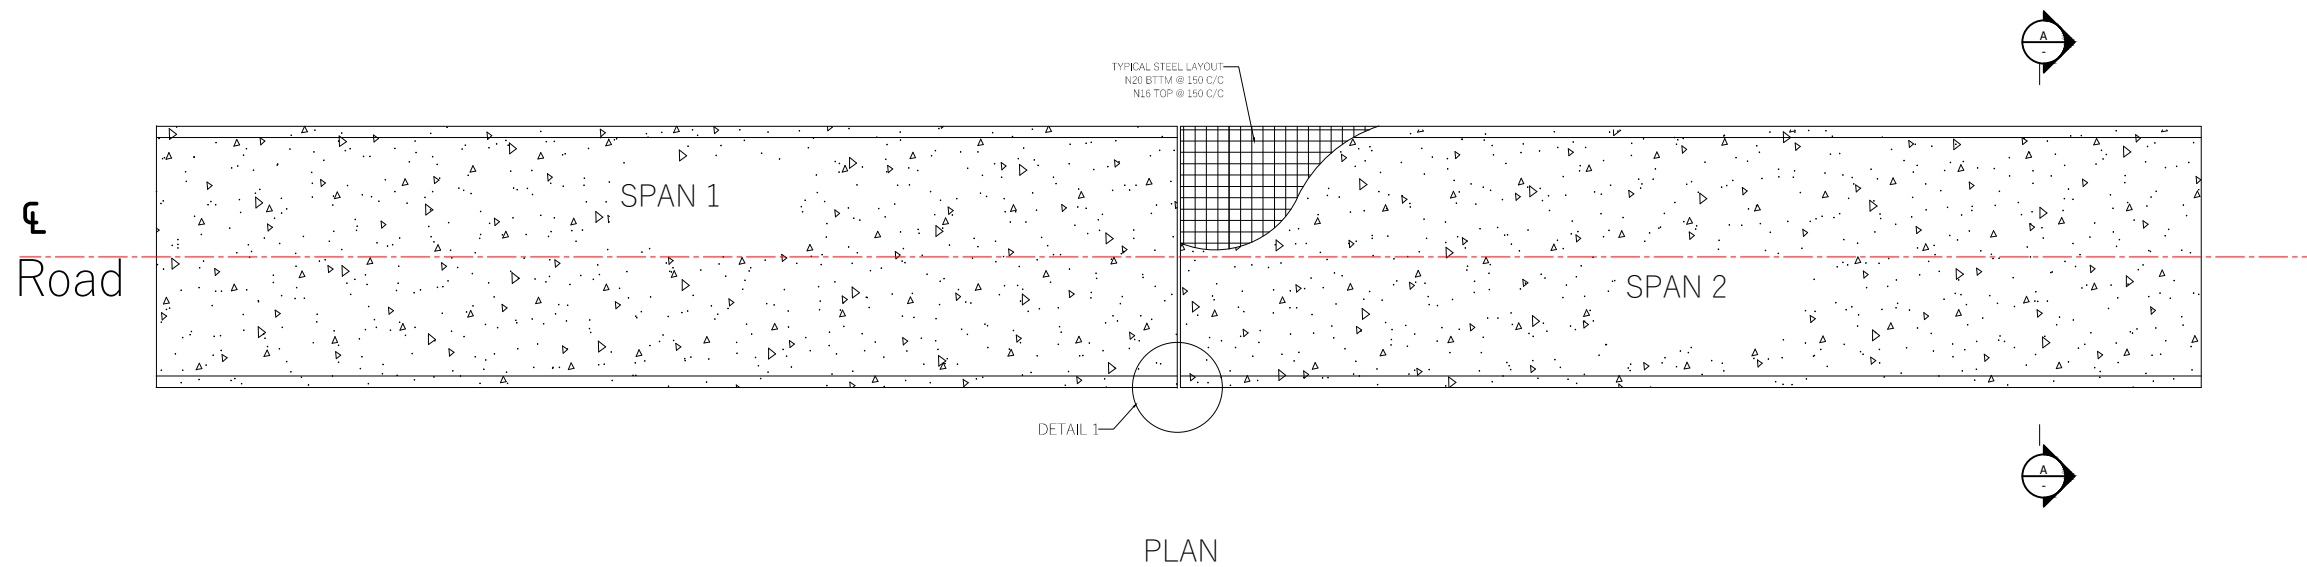 A
-
TYPICAL STEEL LAYOUT
N20 BTTM @ 150 C/C
N16 TOP @ 150 C/C
SPAN 1
℄
Road
SPAN 2
DETAIL 1
A
-
PLAN